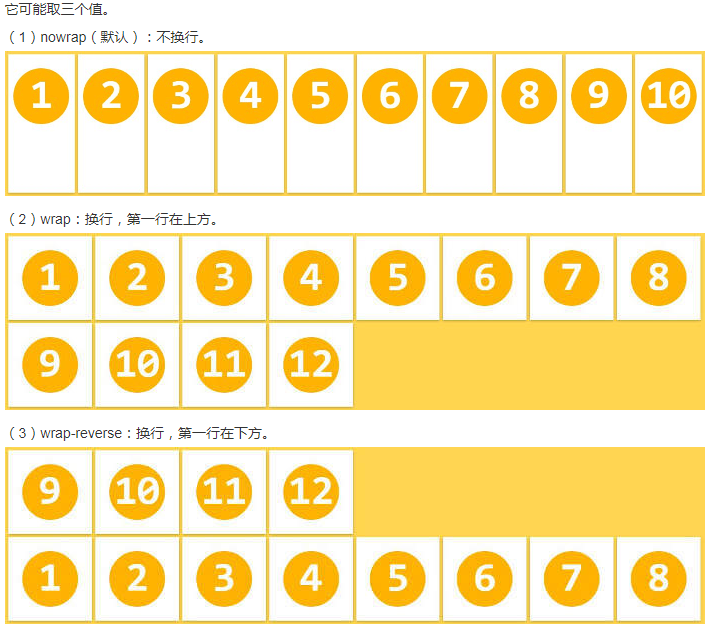 它可能取三个值。
（1）nowrap（默认）：不换行。
1 2 3 4 5 6 7 8 9 10
（2）wrap：换行，第一行在上方。
1 2 3 4 5 6 7 8
9 10 11 12
（3）wrap-reverse：换行，第一行在下方。
9 10 11 12
1 2 3 4 5 6 7 8